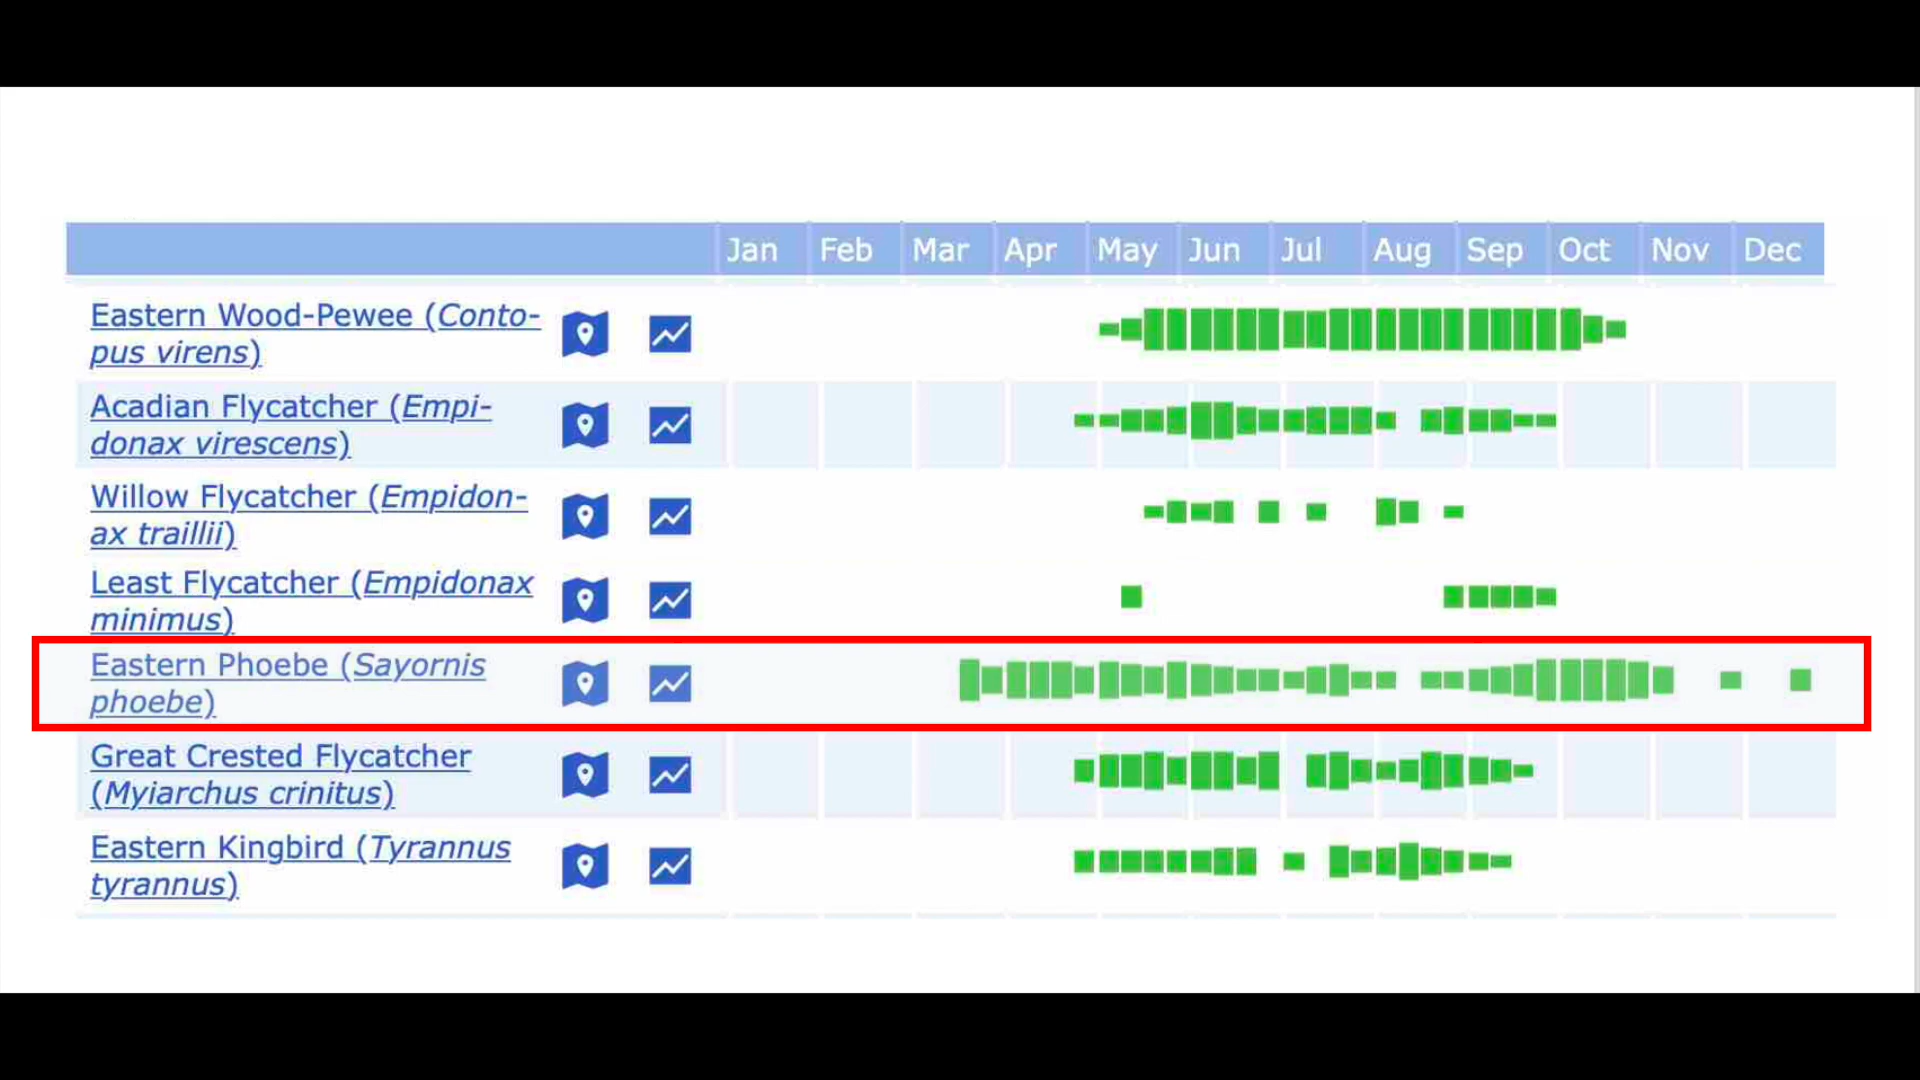 Jan Feb Mar Apr May Jun Jul Aug Sep Oct Nov Dec
Eastern Wood-Pewee (Conto-
pus virens)
Acadian Flycatcher (Empi-
donax virescens)
Willow Flycatcher (Empidon-
ax traillii)
Least Flycatcher (Empidonax
minimus)
Eastern Phoebe (Sayornis
phoebe)
Great Crested Flycatcher
(Myiarchus crinitus)
Eastern Kingbird (Tyrannus
tyrannus)